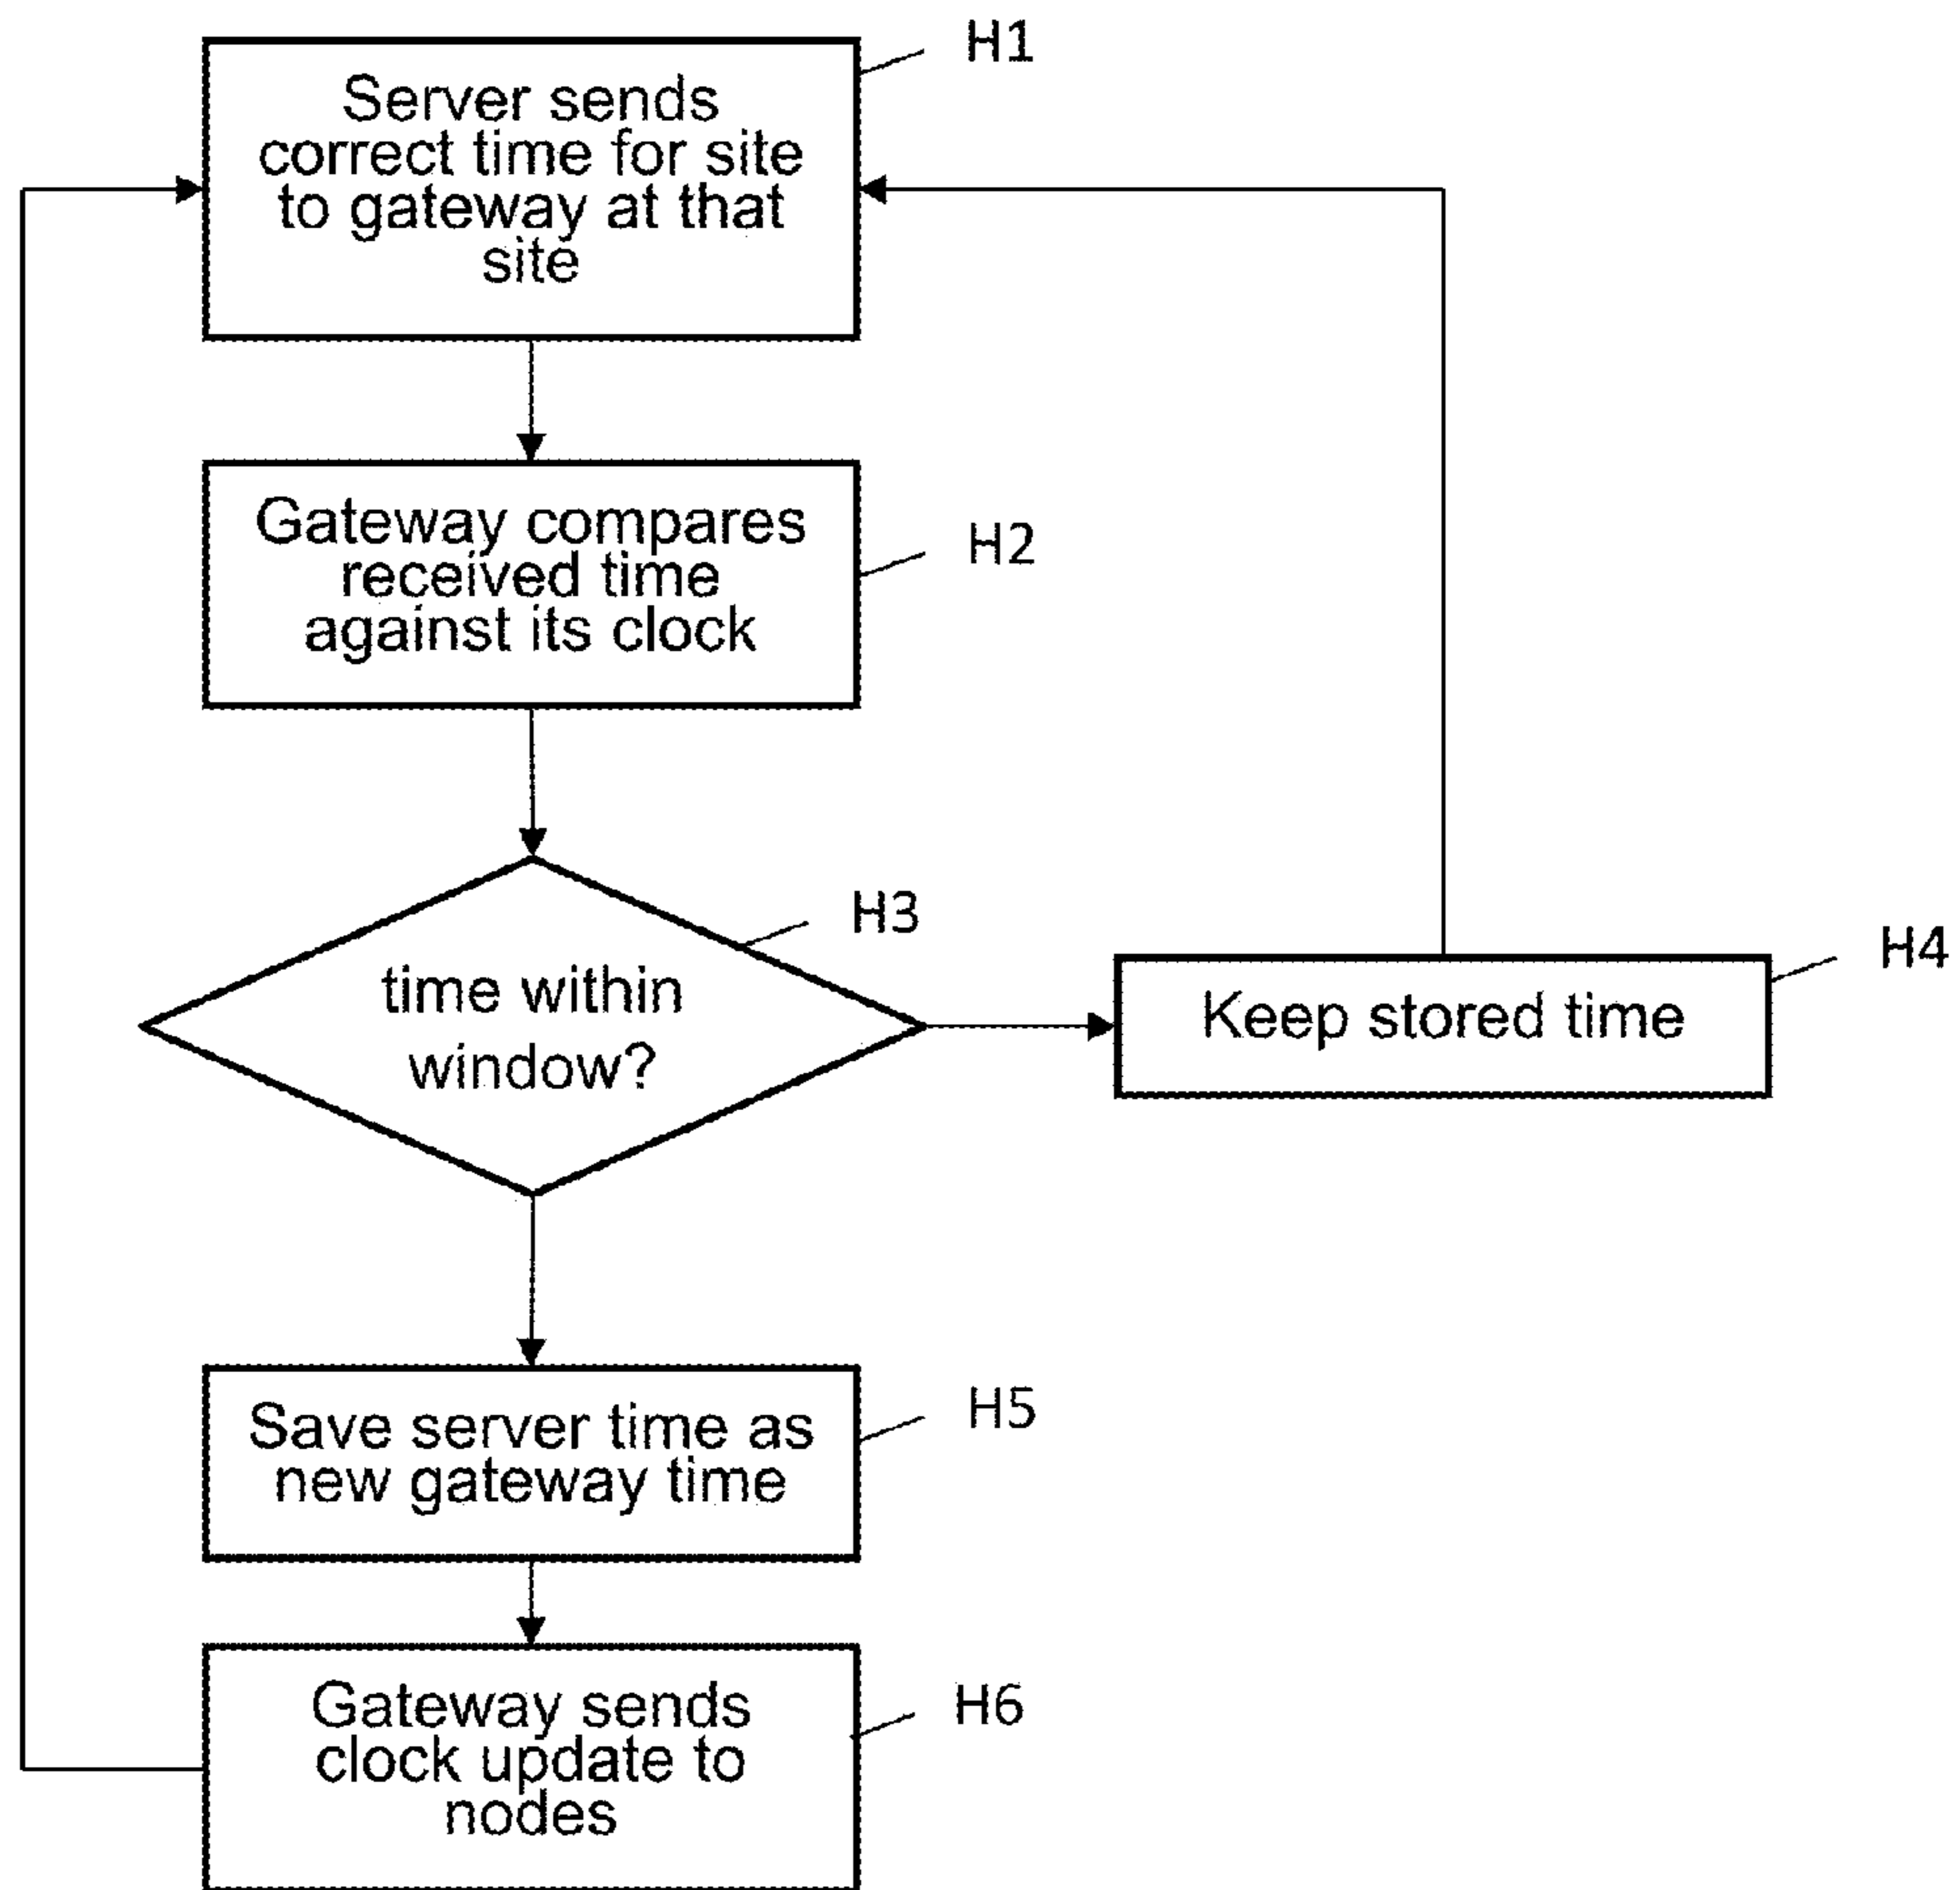 H1
Server sends
correct time for site
to gateway at that
site
H2
Gateway compares
received time
against its clock
H3
time within
window?
H4
Keep stored time
H5
Save server time as
new gateway time
H6
Gateway sends
clock update to
nodes